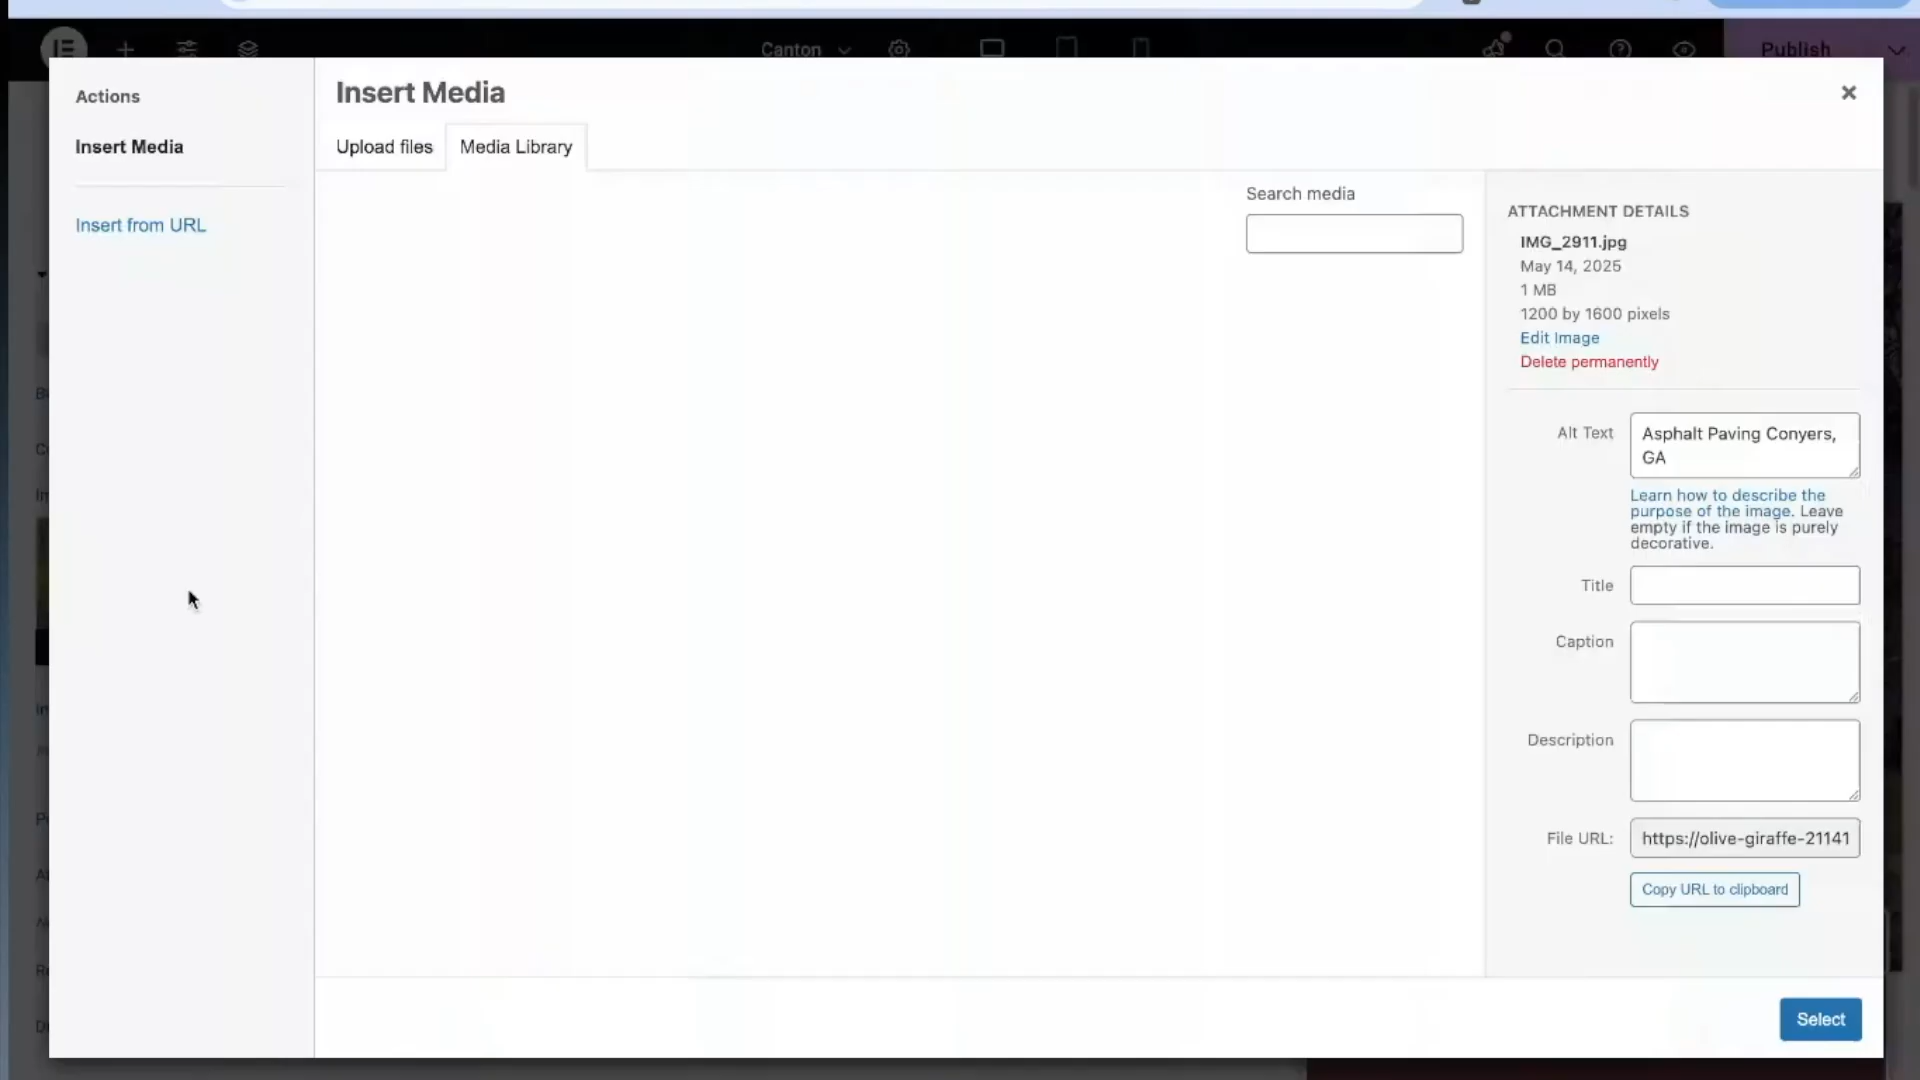 Canton
Publish
Actions
Insert Media
Insert from URL
Insert Media
Upload files
Media Library
Search media
ATTACHMENT DETAILS
IMG_2911.jpg
May 14, 2025
1 MB
1200 by 1600 pixels
Edit Image
Delete permanently
Alt Text
Asphalt Paving Conyers,
GA
Learn how to describe the
purpose of the image. Leave
empty if the image is purely
decorative.
Title
Caption
Description
File URL:
https://olive-giraffe-21141
Copy URL to clipboard
Select